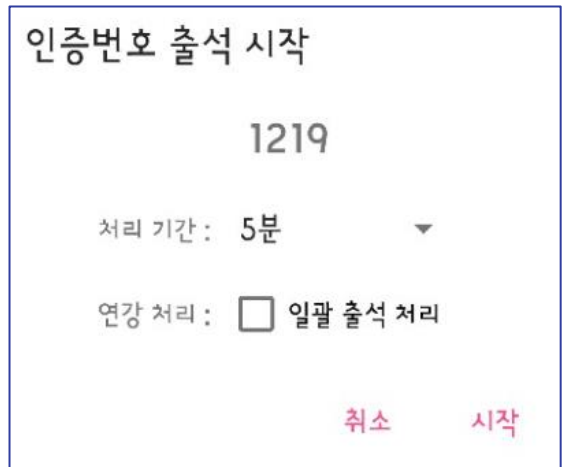 인증번호 출석 시작
1219
처리 기간 : 5분
연강 처리 : 일괄 출석 처리
취소 시작